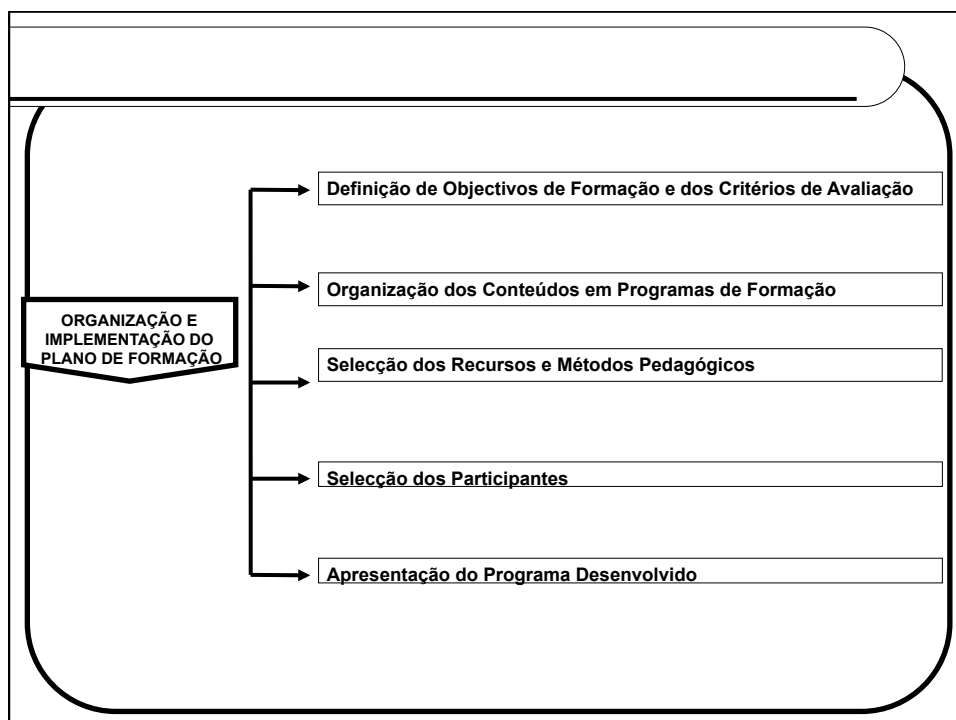 ORGANIZAÇÃO E
IMPLEMENTAÇÃO DO
PLANO DE FORMAÇÃO
Definição de Objectivos de Formação e dos Critérios de Avaliação
Organização dos Conteúdos em Programas de Formação
Selecção dos Recursos e Métodos Pedagógicos
Selecção dos Participantes
Apresentação do Programa Desenvolvido